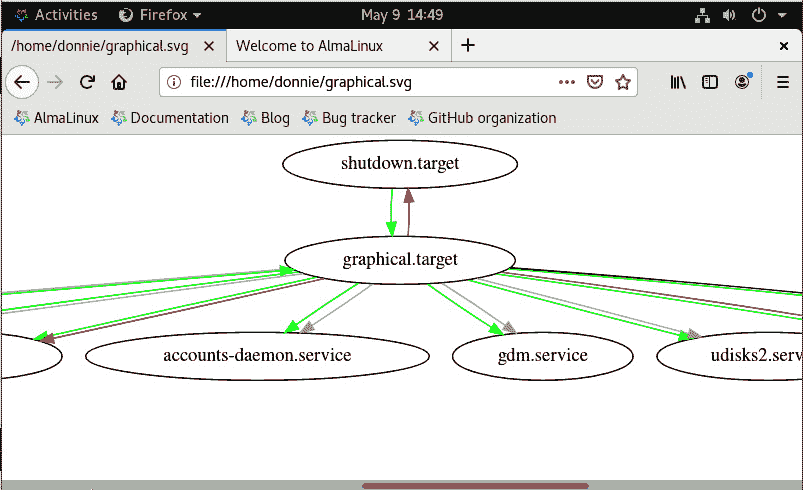 Activities Firefox May 9 14:49
/home/donnie/graphical.svg Welcome to AlmaLinux
file:///home/donnie/graphical.svg
AlmaLinux Documentation Blog Bug tracker GitHub organization
shutdown.target
graphical.target
accounts-daemon.service gdm.service udisks2.serv